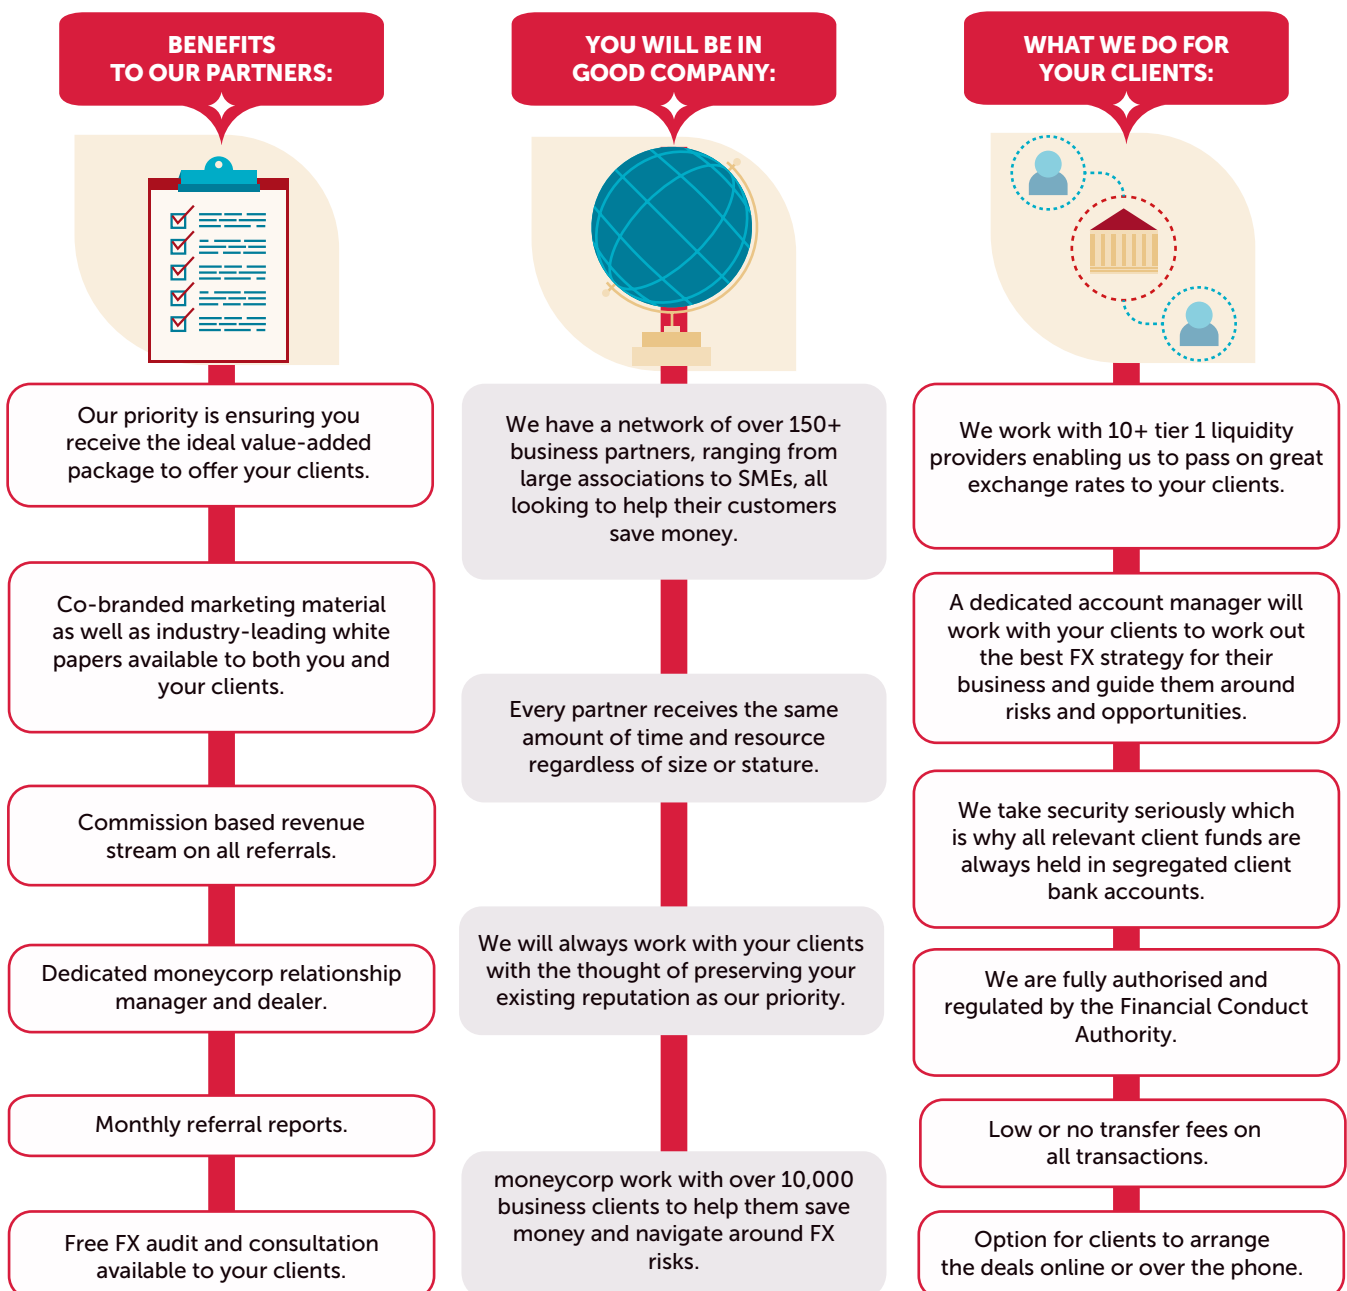 BENEFITS
TO OUR PARTNERS:
Our priority is ensuring you
receive the ideal value-added
package to offer your clients.
Co-branded marketing material
as well as industry-leading white
papers available to both you and
your clients.
Commission based revenue
stream on all referrals.
Dedicated moneycorp relationship
manager and dealer.
Monthly referral reports.
Free FX audit and consultation
available to your clients.
YOU WILL BE IN
GOOD COMPANY:
We have a network of over 150+
business partners, ranging from
large associations to SMEs, all
looking to help their customers
save money.
Every partner receives the same
amount of time and resource
regardless of size or stature.
We will always work with your clients
with the thought of preserving your
existing reputation as our priority.
moneycorp work with over 10,000
business clients to help them save
money and navigate around FX
risks.
WHAT WE DO FOR
YOUR CLIENTS:
We work with 10+ tier 1 liquidity
providers enabling us to pass on great
exchange rates to your clients.
A dedicated account manager will
work with your clients to work out
the best FX strategy for their
business and guide them around
risks and opportunities.
We take security seriously which
is why all relevant client funds are
always held in segregated client
bank accounts.
We are fully authorised and
regulated by the Financial Conduct
Authority.
Low or no transfer fees on
all transactions.
Option for clients to arrange
the deals online or over the phone.